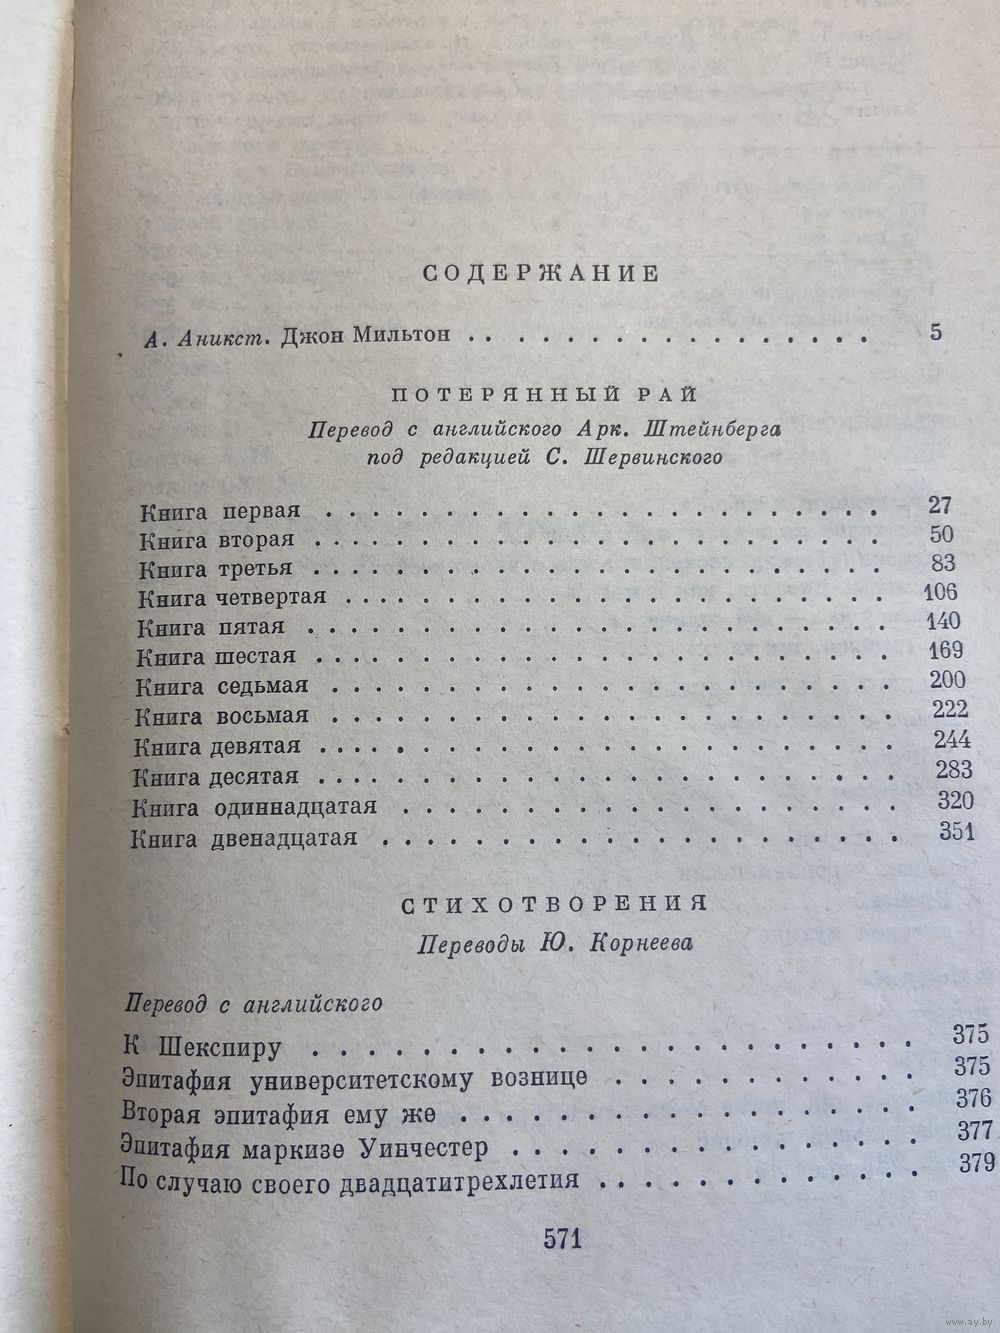 СОДЕРЖАНИЕ
А. Аникст. Джон Мильтон . . . . . . . . . . . . . . . . 5
ПОТЕРЯННЫЙ РАЙ
Перевод с английского Арк. Штейнберга
под редакцией С. Шервинского
Книга первая . . . . . . . . . . . . . . . . . . . . . 27
Книга вторая . . . . . . . . . . . . . . . . . . . . . 50
Книга третья . . . . . . . . . . . . . . . . . . . . . 83
Книга четвертая . . . . . . . . . . . . . . . . . . . . 106
Книга пятая . . . . . . . . . . . . . . . . . . . . . 140
Книга шестая . . . . . . . . . . . . . . . . . . . . . 169
Книга седьмая . . . . . . . . . . . . . . . . . . . . 200
Книга восьмая . . . . . . . . . . . . . . . . . . . . 222
Книга девятая . . . . . . . . . . . . . . . . . . . . 244
Книга десятая . . . . . . . . . . . . . . . . . . . . 283
Книга одиннадцатая . . . . . . . . . . . . . . . . . . 320
Книга двенадцатая . . . . . . . . . . . . . . . . . . 351
СТИХОТВОРЕНИЯ
Переводы Ю. Корнеева
Перевод с английского
К Шекспиру . . . . . . . . . . . . . . . . . . . . . 375
Эпитафия университетскому вознице . . . . . . . . . . . 375
Вторая эпитафия ему же . . . . . . . . . . . . . . . . 376
Эпитафия маркизе Уинчестер . . . . . . . . . . . . . . 377
По случаю своего двадцатитрехлетия . . . . . . . . . . . 379
571
www.ay.by